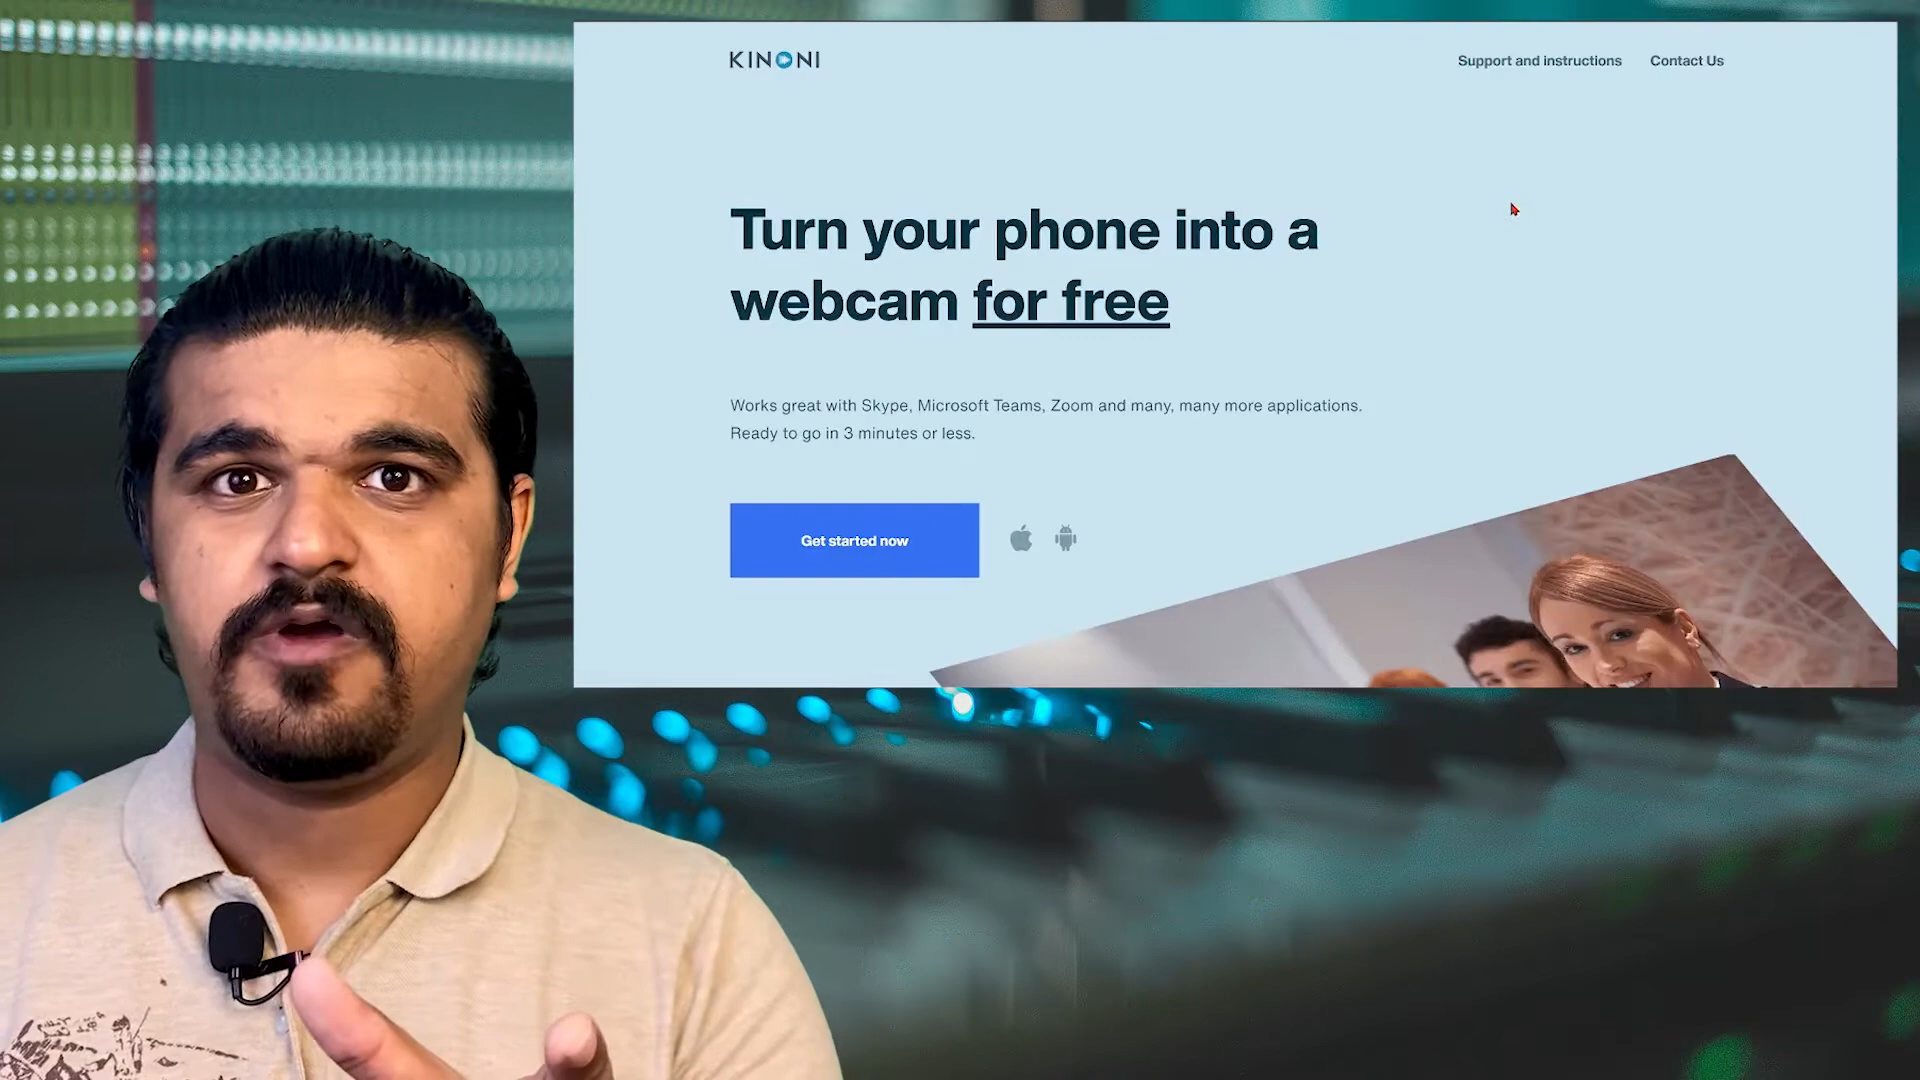 KINONI
Support and instructions
Contact Us
Turn your phone into a
webcam for free
Works great with Skype, Microsoft Teams, Zoom and many, many more applications.
Ready to go in 3 minutes or less.
Get started now